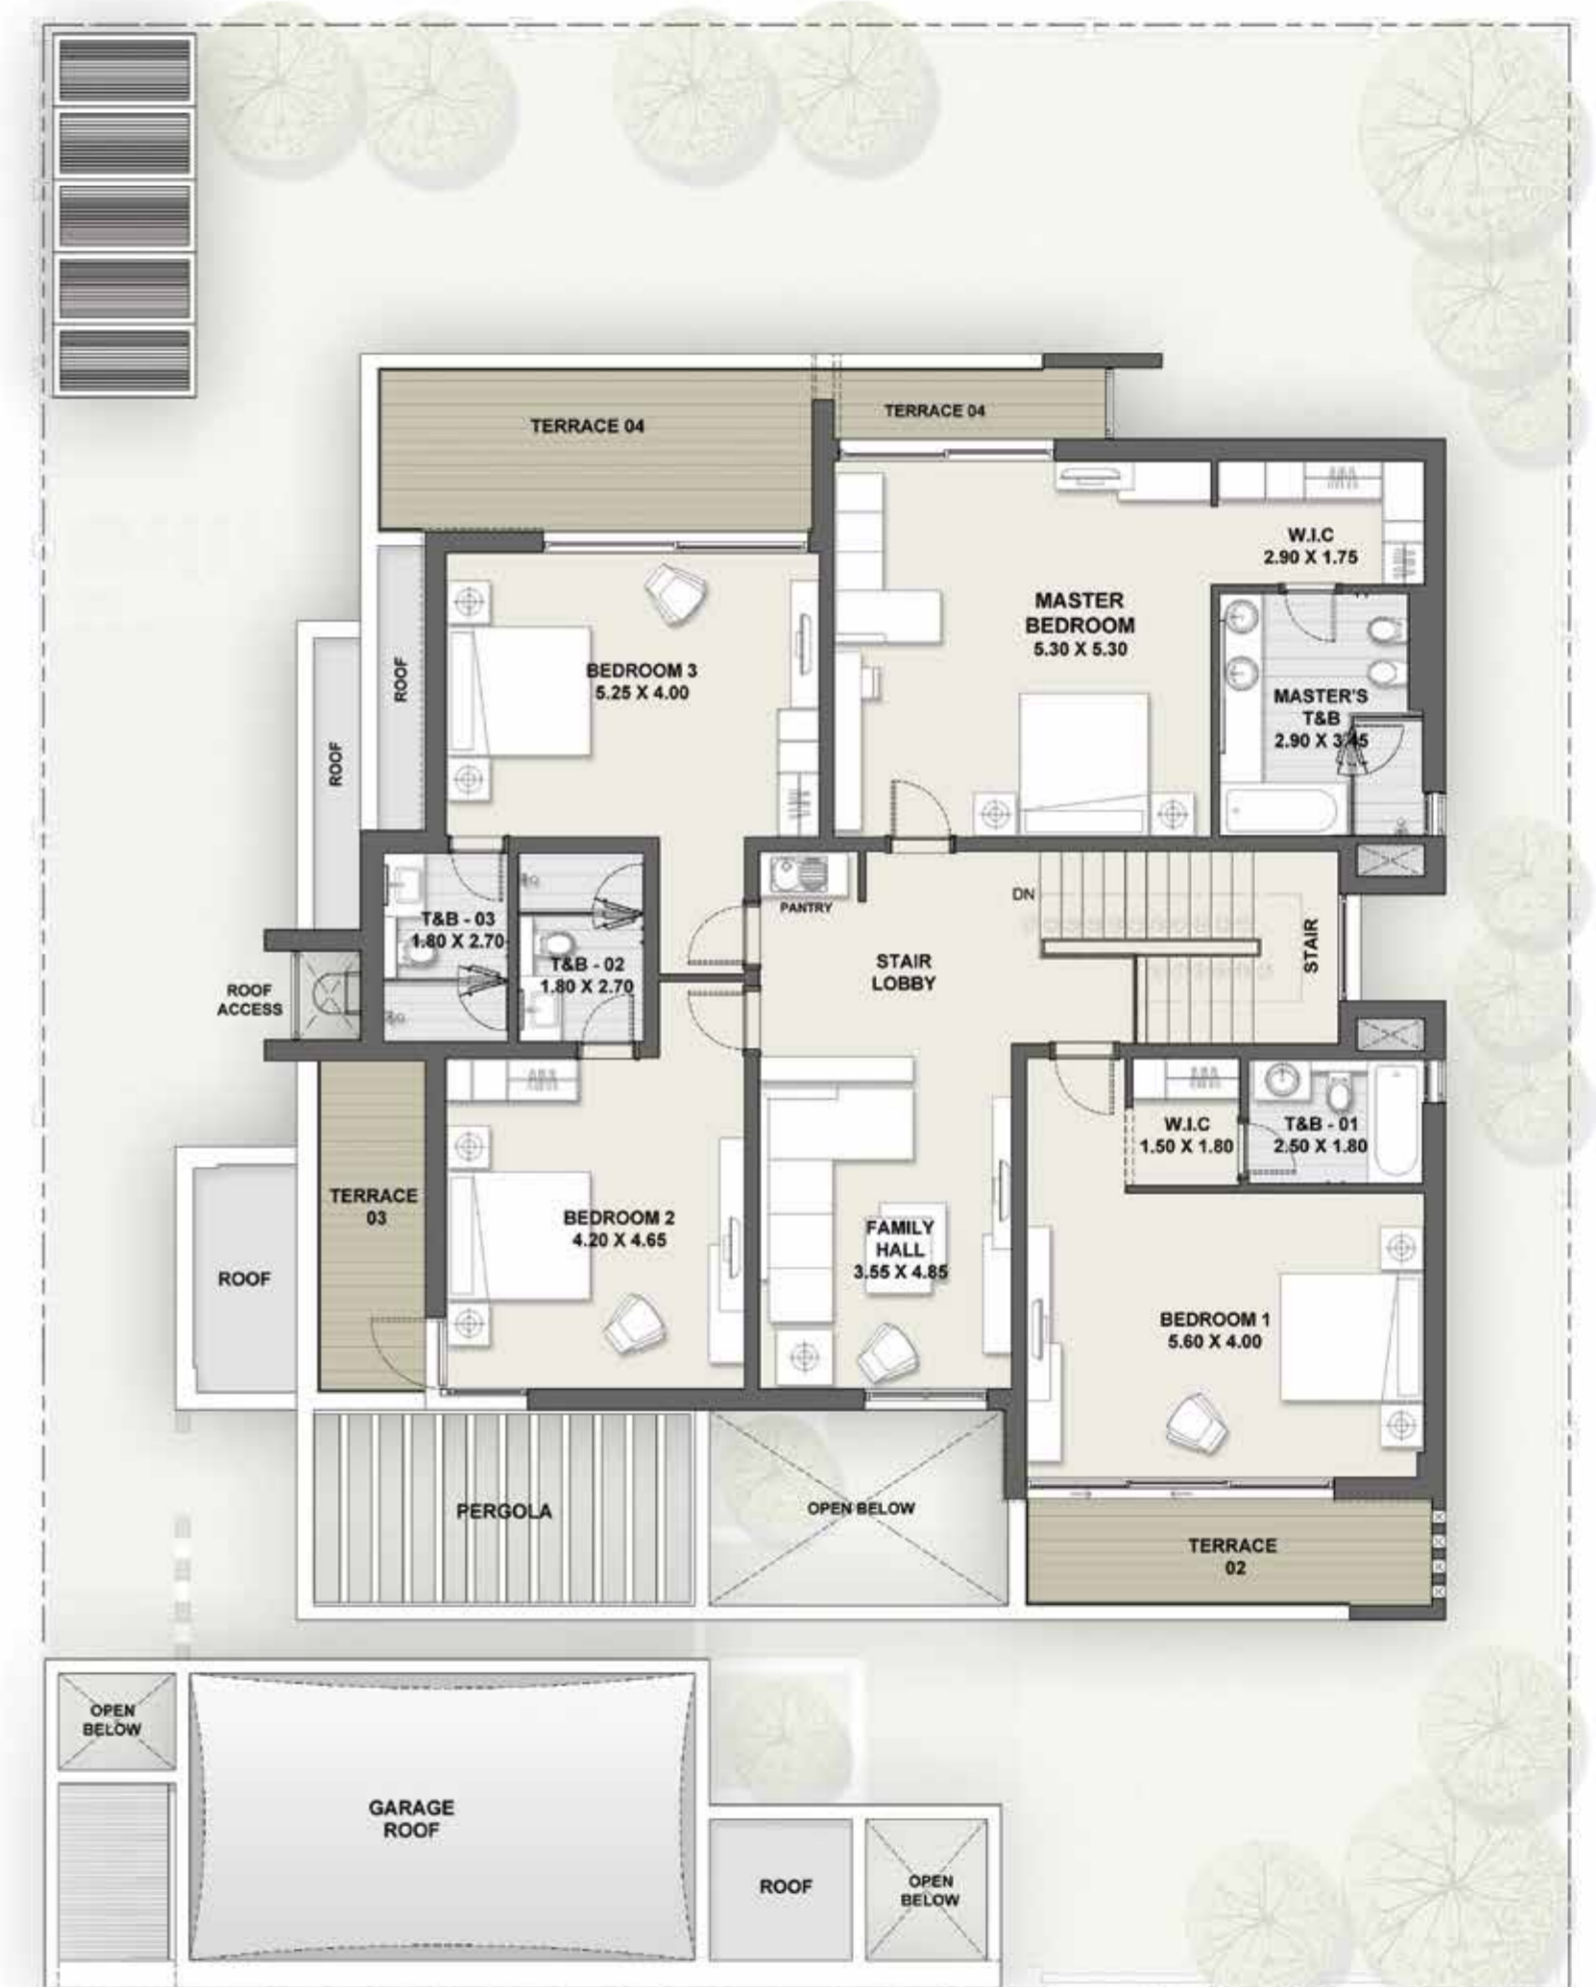 TERRACE 04
TERRACE 04
W.I.C
2.90 X 1.75
MASTER
BEDROOM
5.30 X 5.30
BEDROOM 3
5.25 X 4.00
ROOF
ROOF
MASTER'S
T&B
2.90 X 3.45
PANTRY
DN
T&B - 03
1.80 X 2.70
T&B - 02
1.80 X 2.70
STAIR
LOBBY
STAIR
ROOF
ACCESS
W.I.C
1.50 X 1.80
T&B - 01
2.50 X 1.80
TERRACE
03
BEDROOM 2
4.20 X 4.65
FAMILY
HALL
3.55 X 4.85
ROOF
BEDROOM 1
5.60 X 4.00
PERGOLA
OPEN BELOW
TERRACE
02
OPEN
BELOW
GARAGE
ROOF
ROOF
OPEN
BELOW